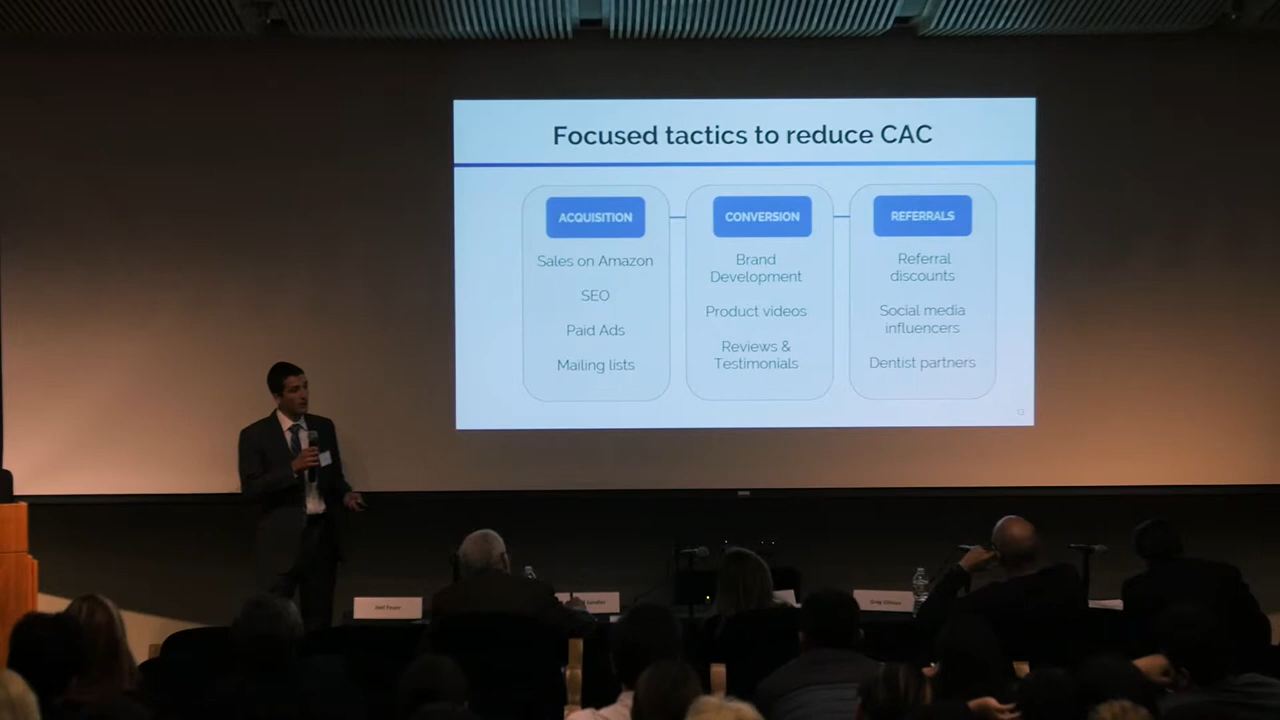 Focused tactics to reduce CAC
ACQUISITION
Sales on Amazon
SEO
Paid Ads
Mailing lists
CONVERSION
Brand
Development
Product videos
Reviews &
Testimonials
REFERRALS
Referral
discounts
Social media
influencers
Dentist partners